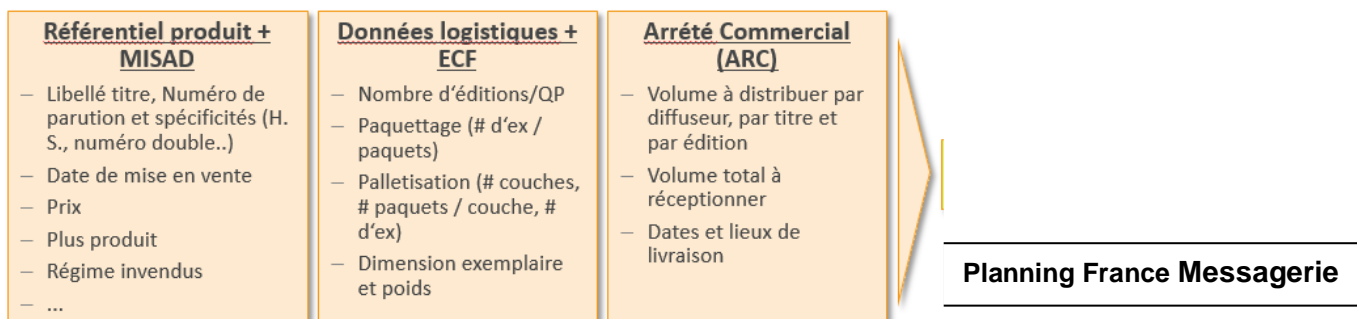 Référentiel produit +
MISAD
– Libellé titre, Numéro de
parution et spécificités (H.
S., numéro double..)
– Date de mise en vente
– Prix
– Plus produit
– Régime invendus
– ...
Données logistiques +
ECF
– Nombre d'éditions/QP
– Paquettage (# d'ex /
paquets)
– Palletisation (# couches,
# paquets / couche, #
d'ex)
– Dimension exemplaire
et poids
Arrété Commercial
(ARC)
– Volume à distribuer par
diffuseur, par titre et
par édition
– Volume total à
réceptionner
– Dates et lieux de
livraison
Planning France Messagerie